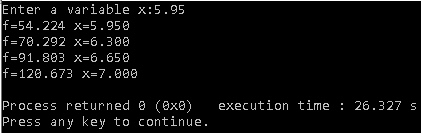 Enter a variable x:5.95
f=54.224 x=5.950
f=70.292 x=6.300
f=91.803 x=6.650
f=120.673 x=7.000
Process returned 0 (0x0)   execution time : 26.327 s
Press any key to continue.